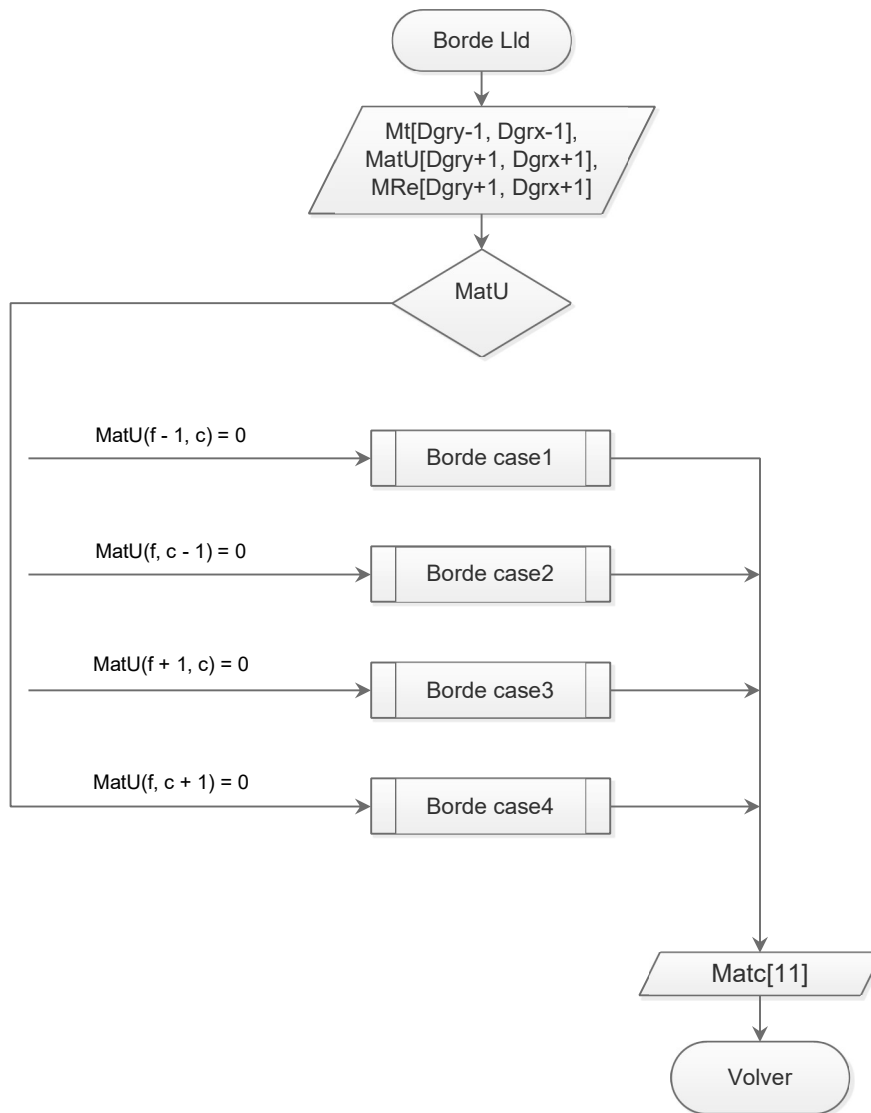 Borde Lld
Mt[Dgry-1, Dgrx-1],
MatU[Dgry+1, Dgrx+1],
MRe[Dgry+1, Dgrx+1]
MatU
MatU(f - 1, c) = 0
Borde case1
MatU(f, c - 1) = 0
Borde case2
MatU(f + 1, c) = 0
Borde case3
MatU(f, c + 1) = 0
Borde case4
Matc[11]
Volver